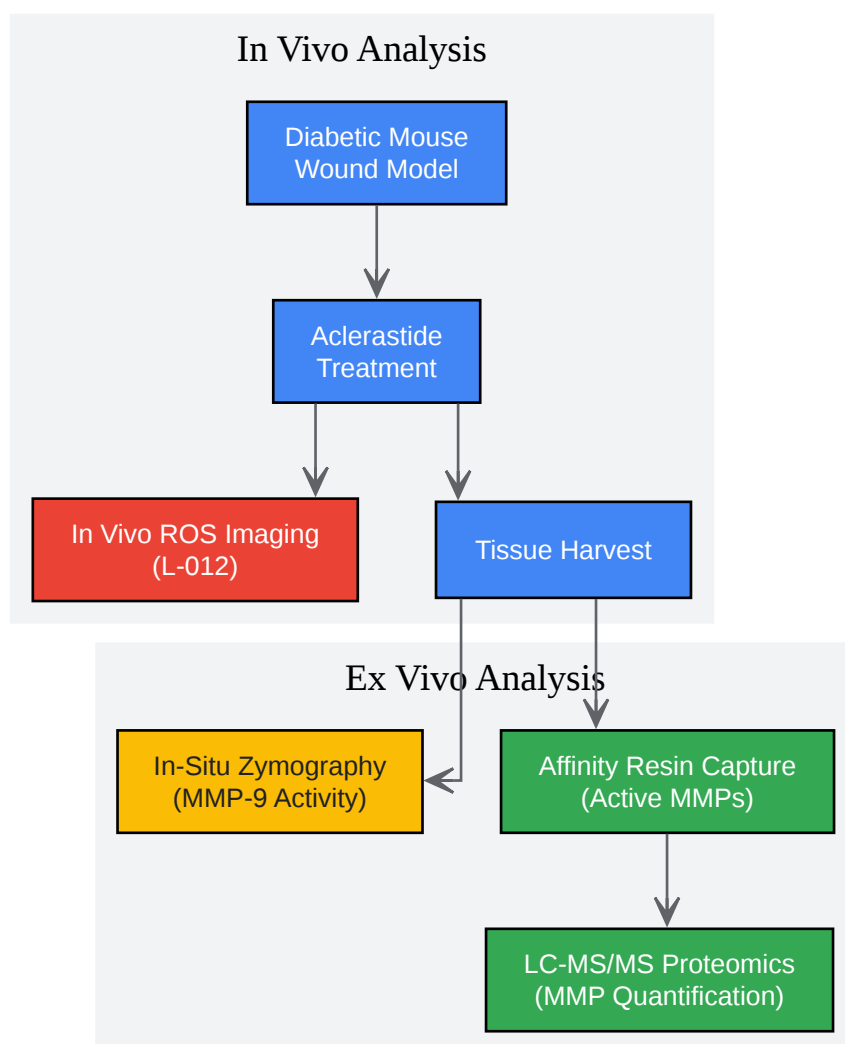 In Vivo Analysis
Diabetic Mouse
Wound Model
Aclerastide
Treatment
In Vivo ROS Imaging
(L-012)
Tissue Harvest
Ex Vivo Analysis
In-Situ Zymography
(MMP-9 Activity)
Affinity Resin Capture
(Active MMPs)
LC-MS/MS Proteomics
(MMP Quantification)